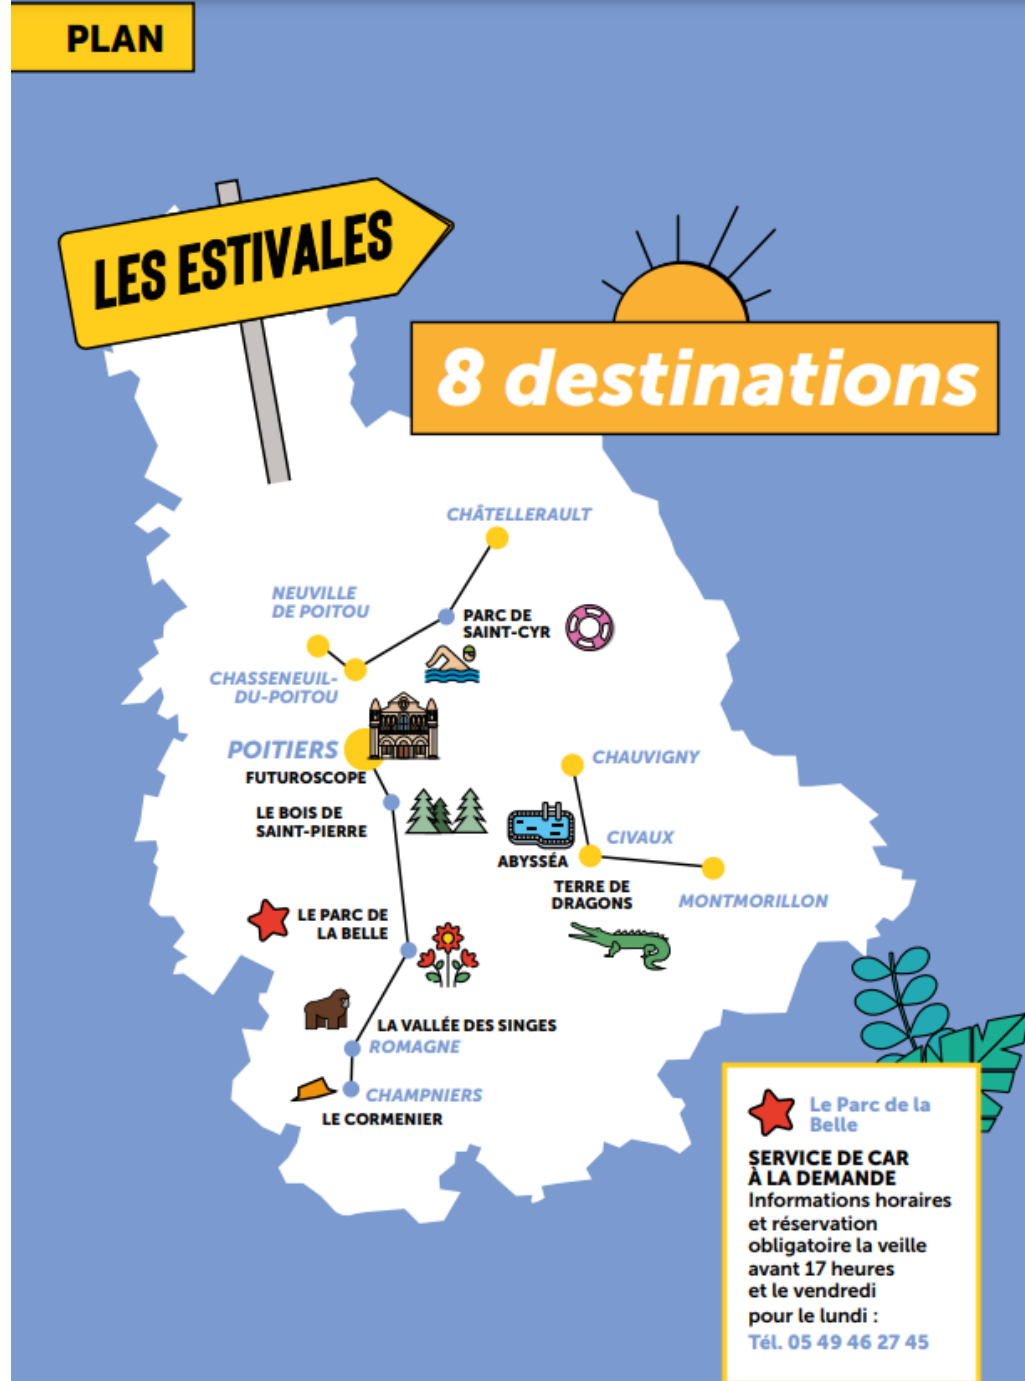 PLAN
LES ESTIVALES
8 destinations
CHÂTELLERAULT
NEUVILLE
DE POITOU
PARC DE
SAINT-CYR
CHASSENEUIL-
DU-POITOU
POITIERS
FUTUROSCOPE
CHAUVIGNY
LE BOIS DE
SAINT-PIERRE
CIVAUX
ABYSSÉA
TERRE DE
DRAGONS
MONTMORILLON
LE PARC DE
LA BELLE
LA VALLÉE DES SINGES
ROMAGNE
CHAMPNIERS
LE CORMENIER
Le Parc de la
Belle
SERVICE DE CAR
À LA DEMANDE
Informations horaires
et réservation
obligatoire la veille
avant 17 heures
et le vendredi
pour le lundi :
Tél. 05 49 46 27 45